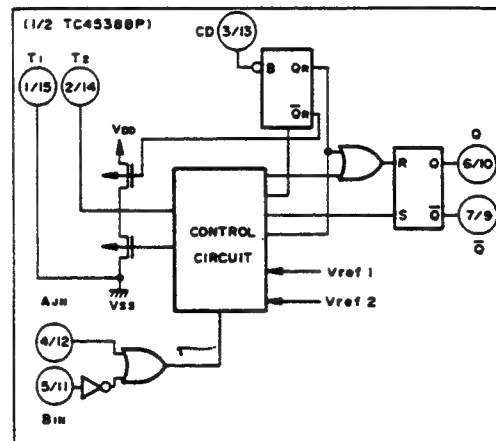 (1/2 TC4538BP)
CD 3/13
T1 T2
1/15 2/14
B QR
Q̅R
VDD
Q
R Q 6/10
S Q̅ 7/9
Q̅
CONTROL
CIRCUIT
Vref 1
Vref 2
VSS
AIN
4/12
5/11
BIN